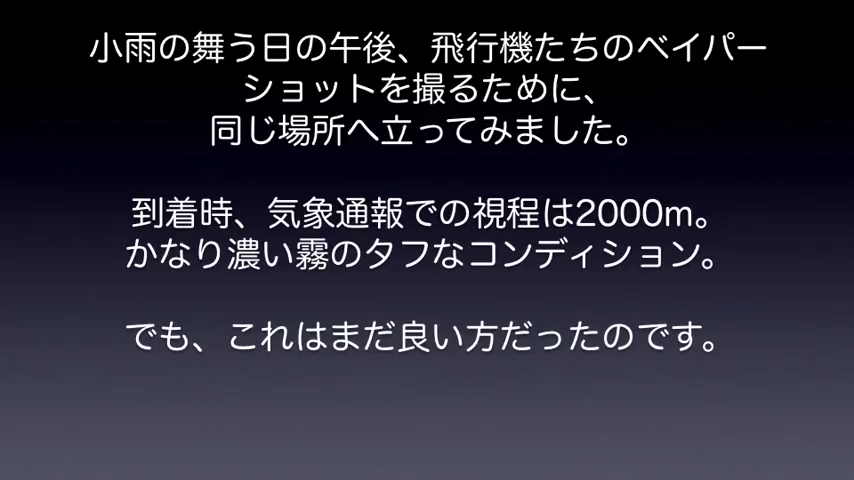 小雨の舞う日の午後、飛行機たちのベイパー
ショットを撮るために、
同じ場所へ立ってみました。
到着時、気象通報での視程は2000m。
かなり濃い霧のタフなコンディション。
でも、これはまだ良い方だったのです。